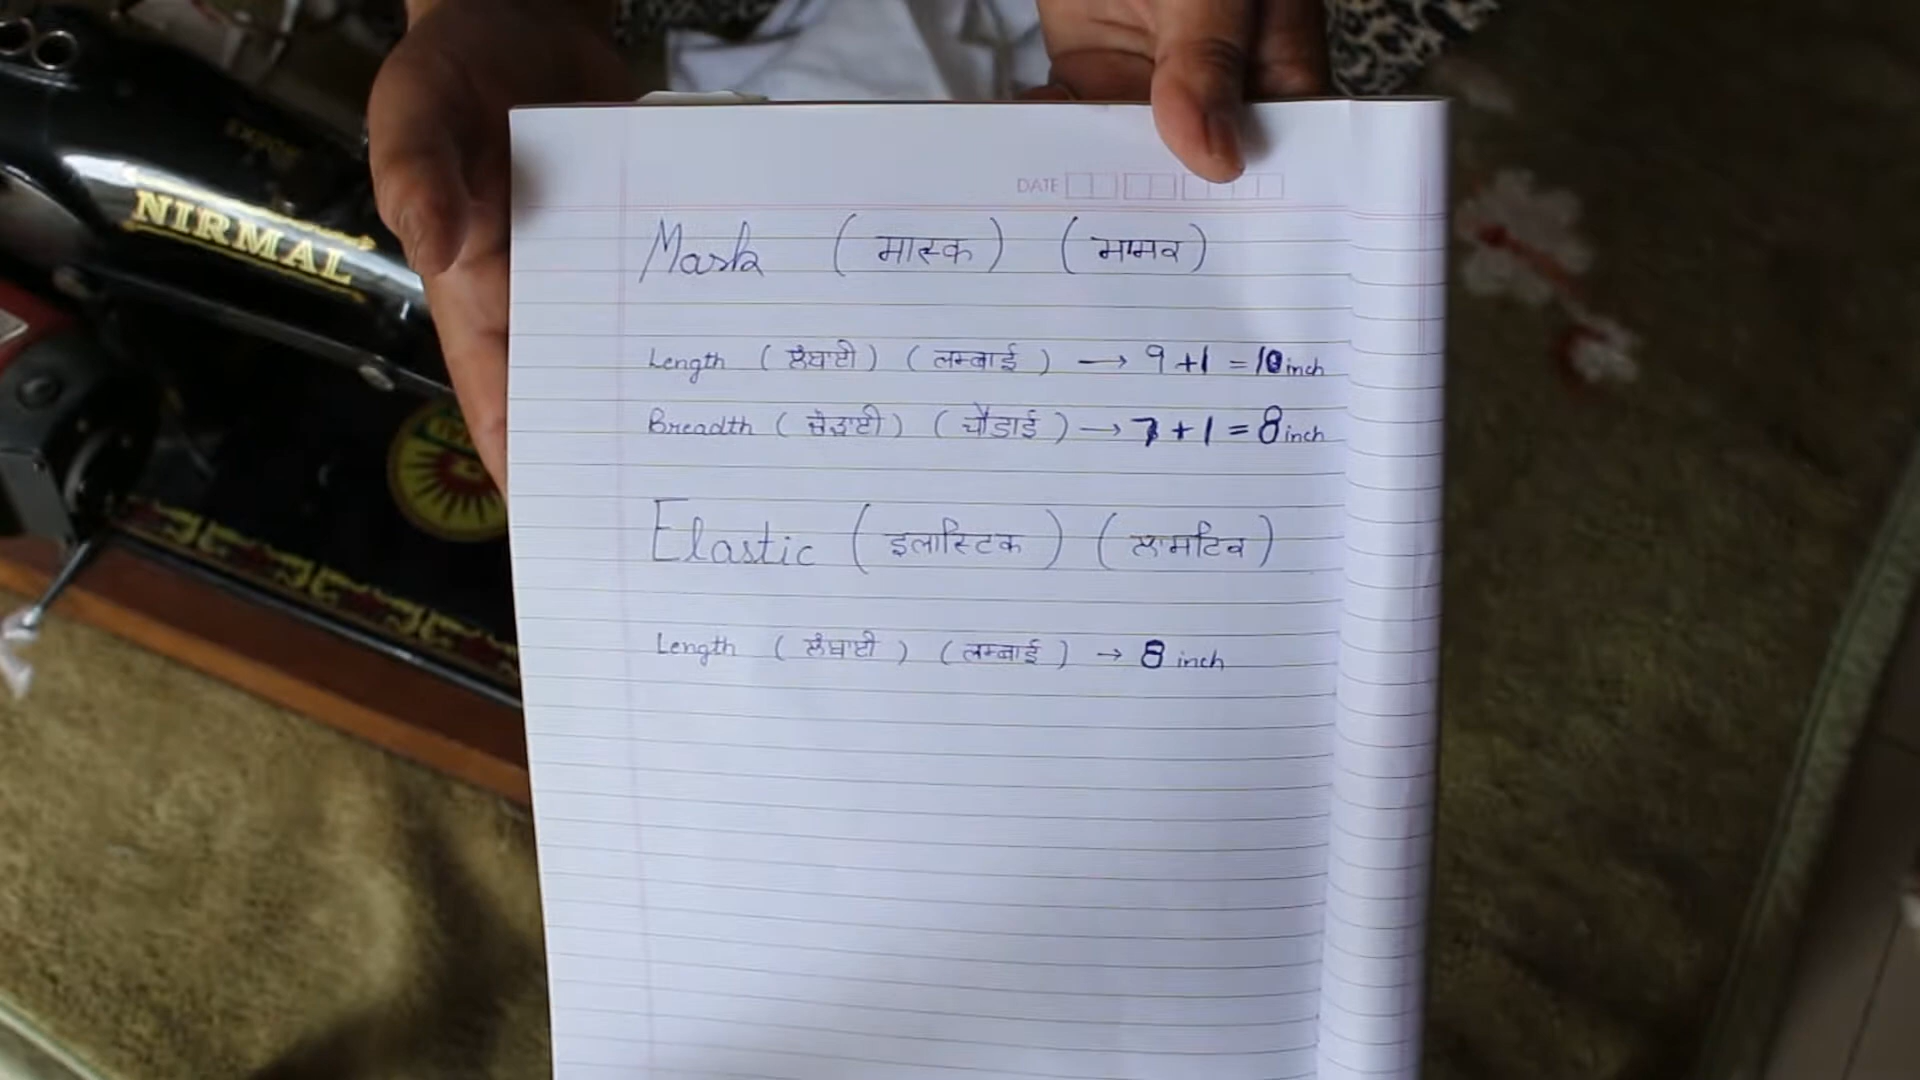 NIRMAL
DATE
Mask (मास्क) (ਮਾਸਕ)
Length (ਲੰਬਾਈ) (लम्बाई) → 9+1 = 10 inch
Breadth (ਚੌੜਾਈ) (चौडाई) → 7+1 = 8 inch
Elastic (इलास्टिक) (ਲਾਸਟਿਕ)
Length (ਲੰਬਾਈ) (लम्बाई) → 8 inch